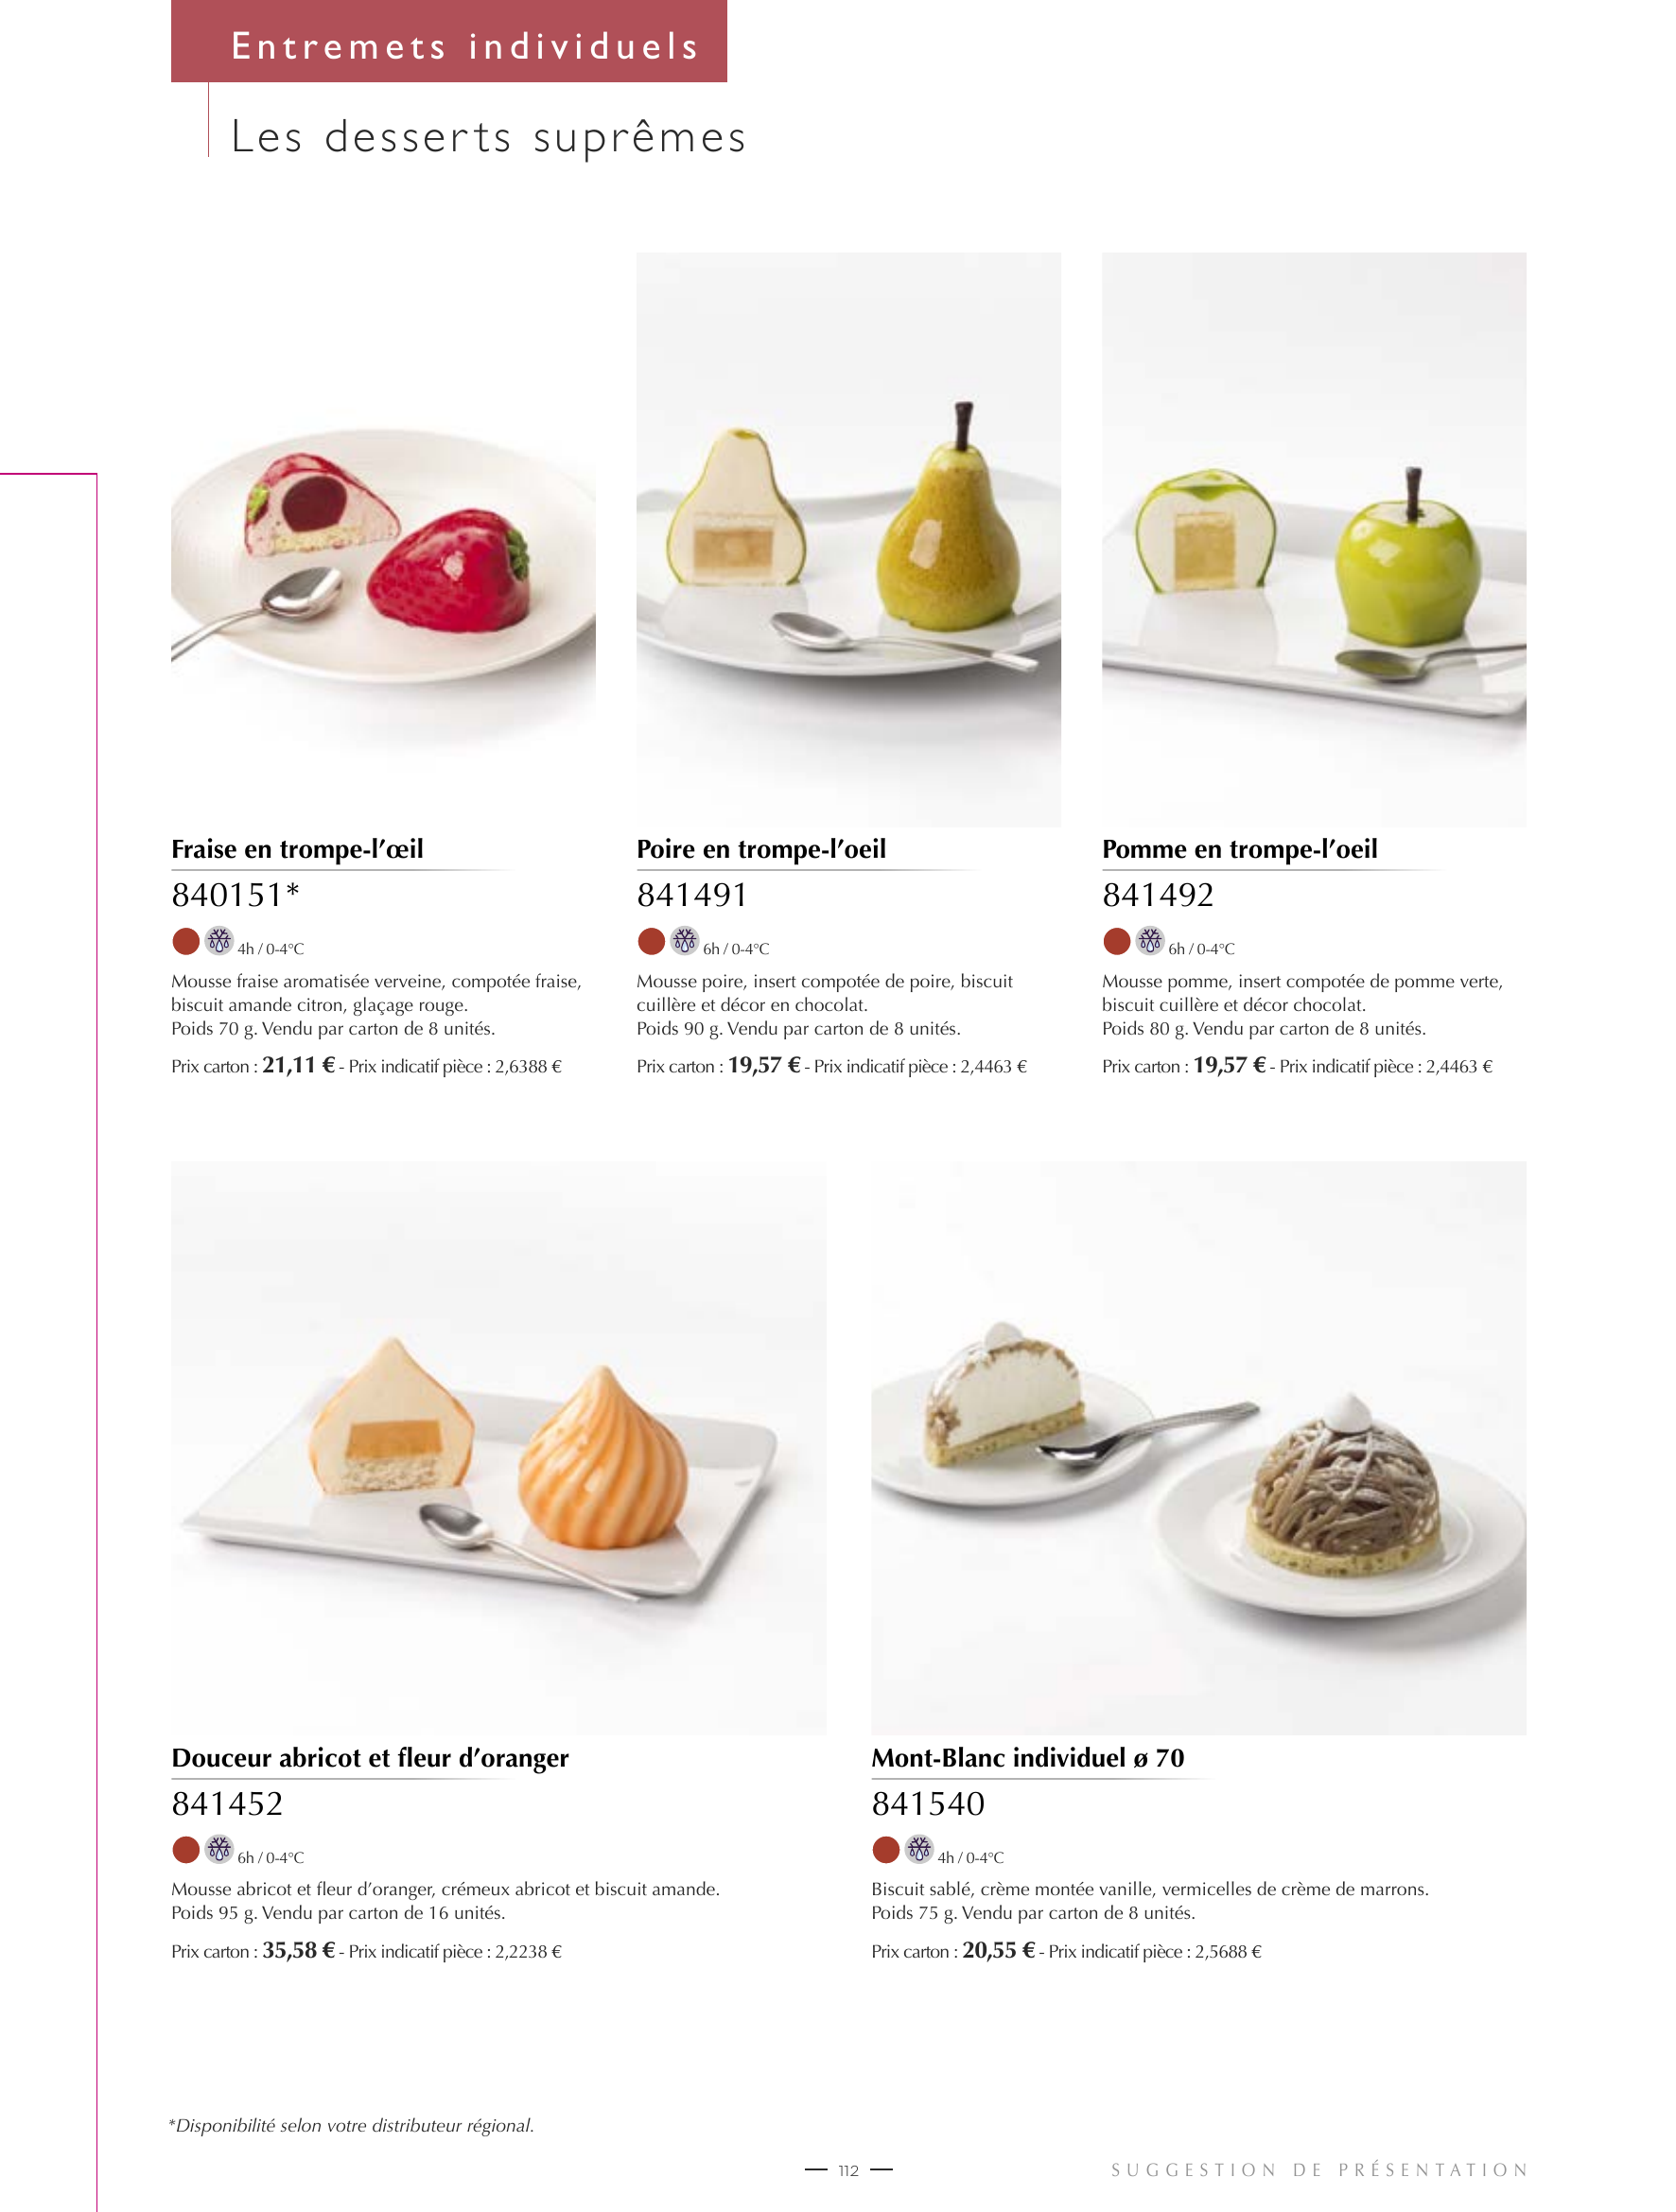 Entremets individuels
Les desserts suprêmes
Fraise en trompe-l’œil
840151*
4h / 0-4°C
Mousse fraise aromatisée verveine, compotée fraise,
biscuit amande citron, glaçage rouge.
Poids 70 g. Vendu par carton de 8 unités.
Prix carton : 21,11 € - Prix indicatif pièce : 2,6388 €
Poire en trompe-l’oeil
841491
6h / 0-4°C
Mousse poire, insert compotée de poire, biscuit
cuillère et décor en chocolat.
Poids 90 g. Vendu par carton de 8 unités.
Prix carton : 19,57 € - Prix indicatif pièce : 2,4463 €
Pomme en trompe-l’oeil
841492
6h / 0-4°C
Mousse pomme, insert compotée de pomme verte,
biscuit cuillère et décor chocolat.
Poids 80 g. Vendu par carton de 8 unités.
Prix carton : 19,57 € - Prix indicatif pièce : 2,4463 €
Douceur abricot et fleur d’oranger
841452
6h / 0-4°C
Mousse abricot et fleur d’oranger, crémeux abricot et biscuit amande.
Poids 95 g. Vendu par carton de 16 unités.
Prix carton : 35,58 € - Prix indicatif pièce : 2,2238 €
Mont-Blanc individuel ø 70
841540
4h / 0-4°C
Biscuit sablé, crème montée vanille, vermicelles de crème de marrons.
Poids 75 g. Vendu par carton de 8 unités.
Prix carton : 20,55 € - Prix indicatif pièce : 2,5688 €
*Disponibilité selon votre distributeur régional.
112
SUGGESTION DE PRÉSENTATION